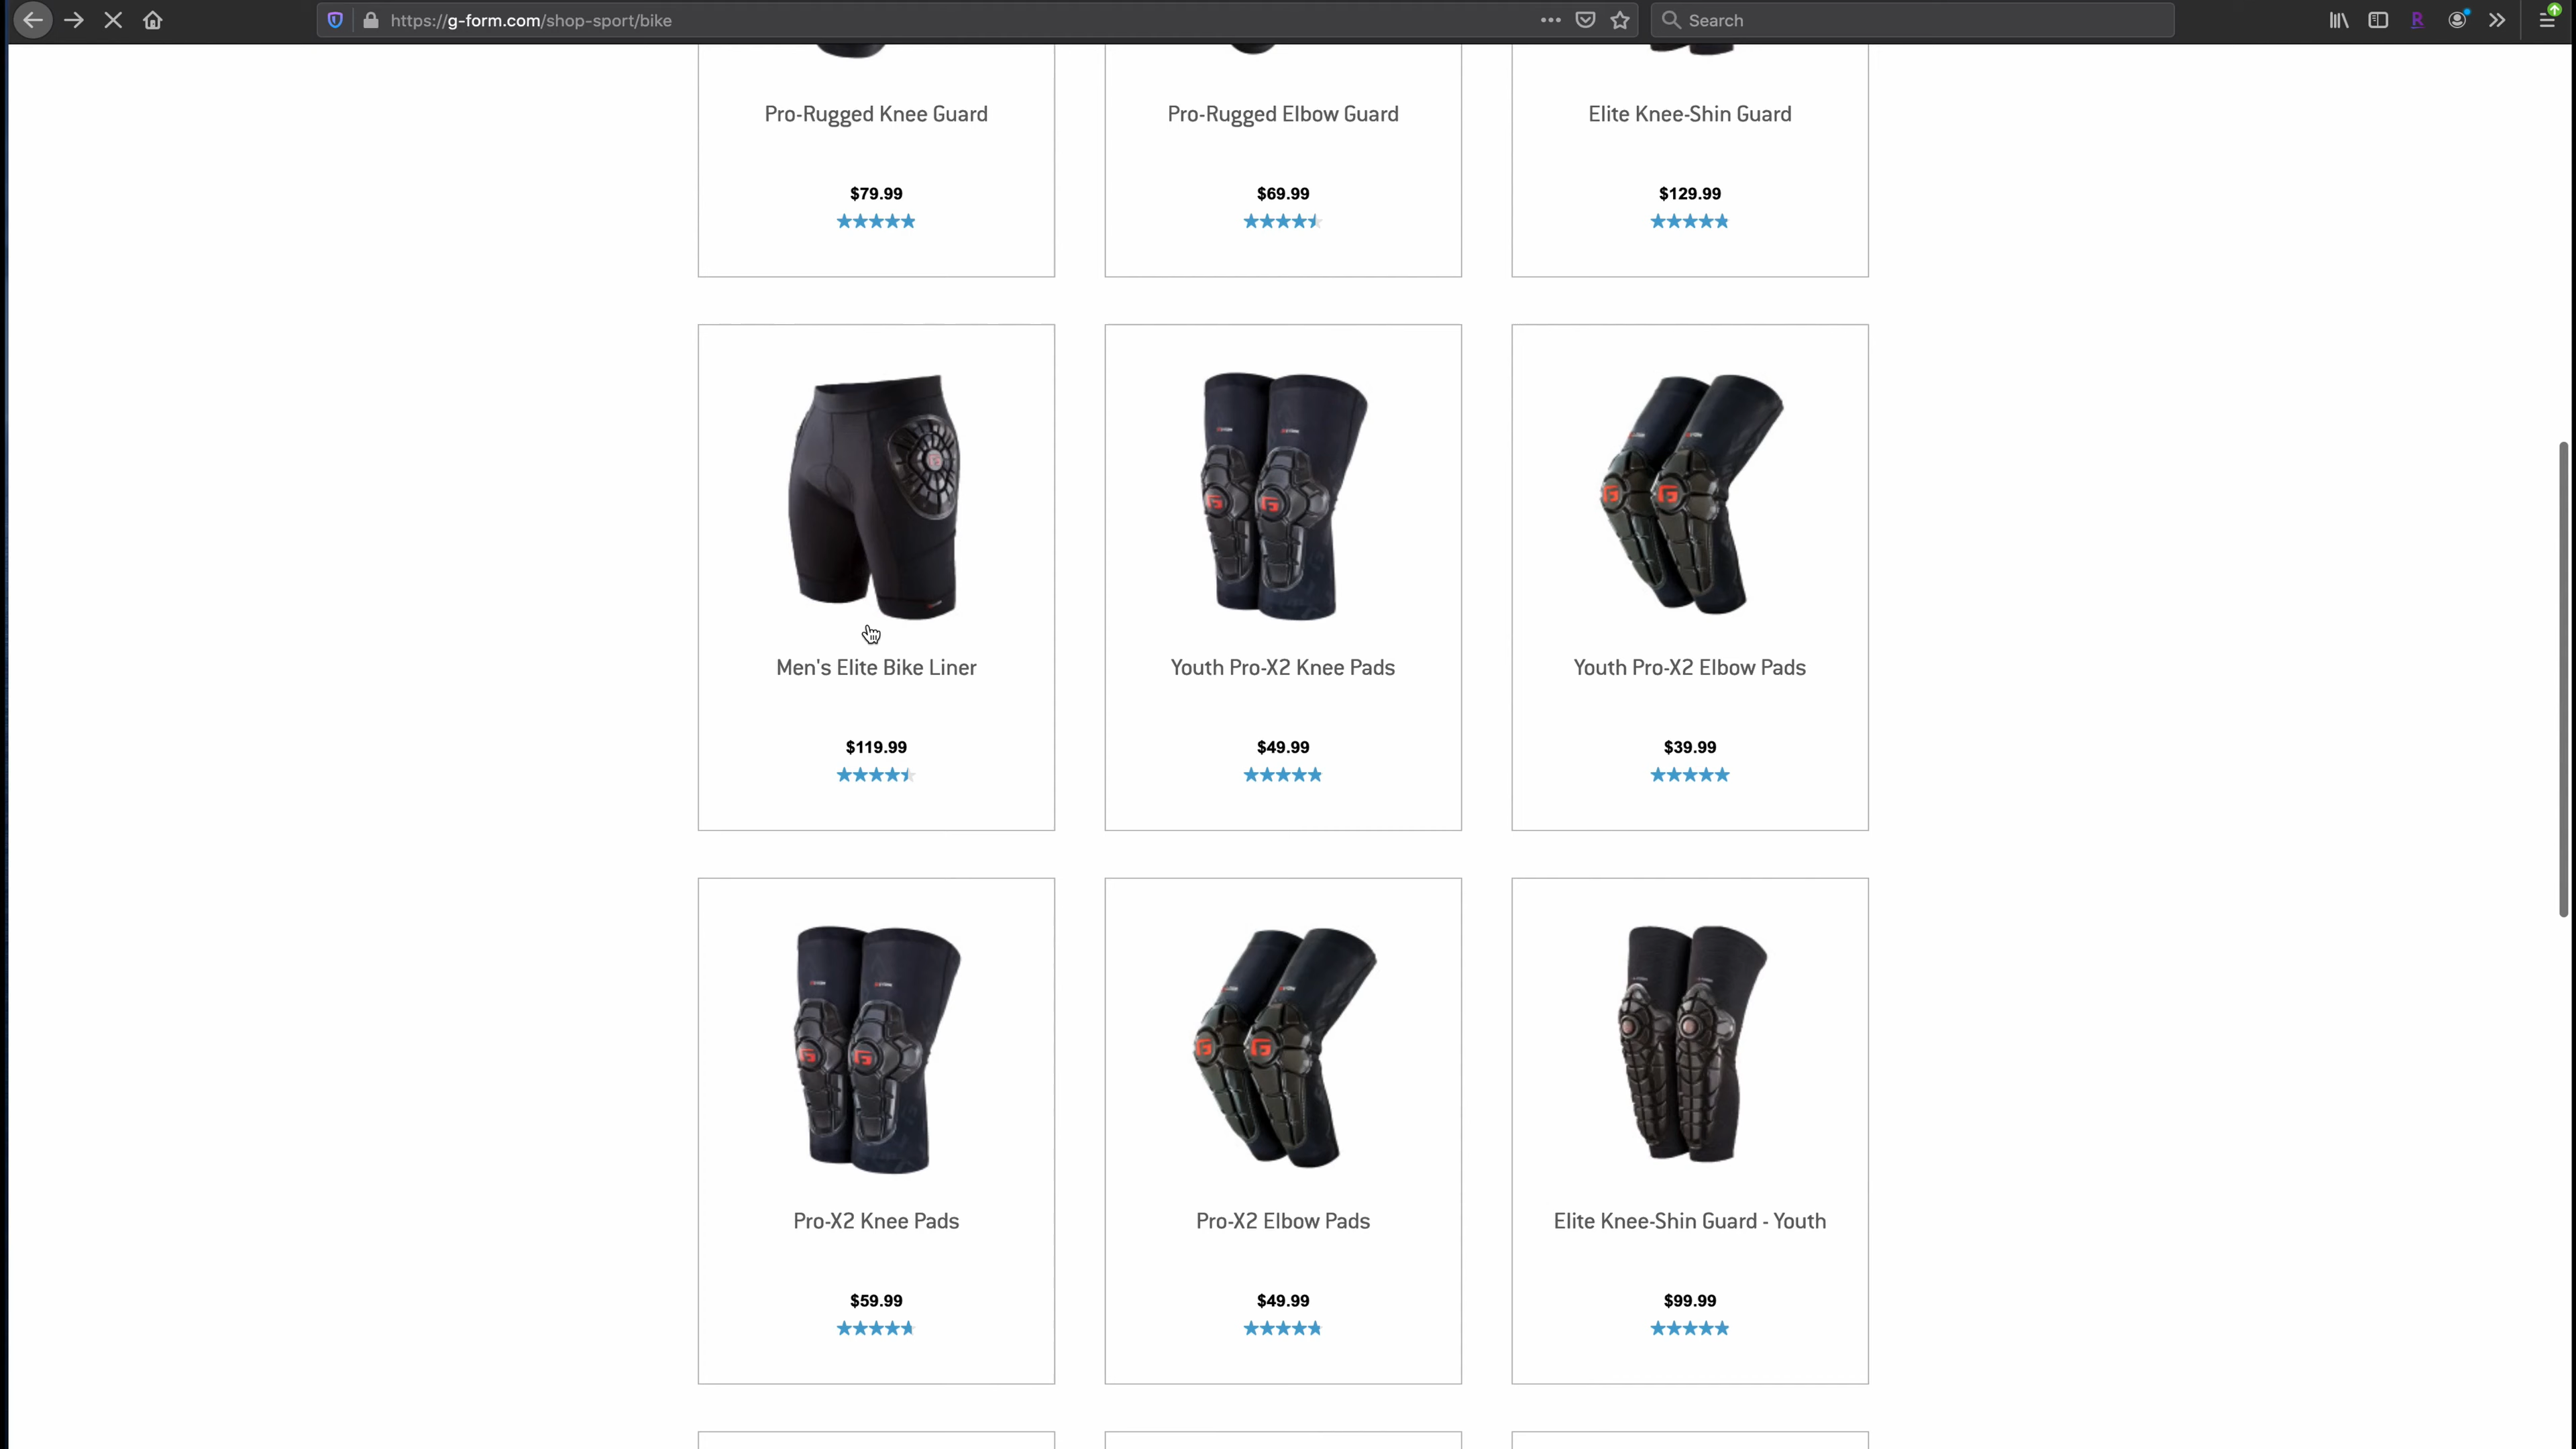 https://g-form.com/shop-sport/bike
Search
Pro-Rugged Knee Guard
Pro-Rugged Elbow Guard
Elite Knee-Shin Guard
$79.99
$69.99
$129.99
Men's Elite Bike Liner
Youth Pro-X2 Knee Pads
Youth Pro-X2 Elbow Pads
$119.99
$49.99
$39.99
Pro-X2 Knee Pads
Pro-X2 Elbow Pads
Elite Knee-Shin Guard - Youth
$59.99
$49.99
$99.99